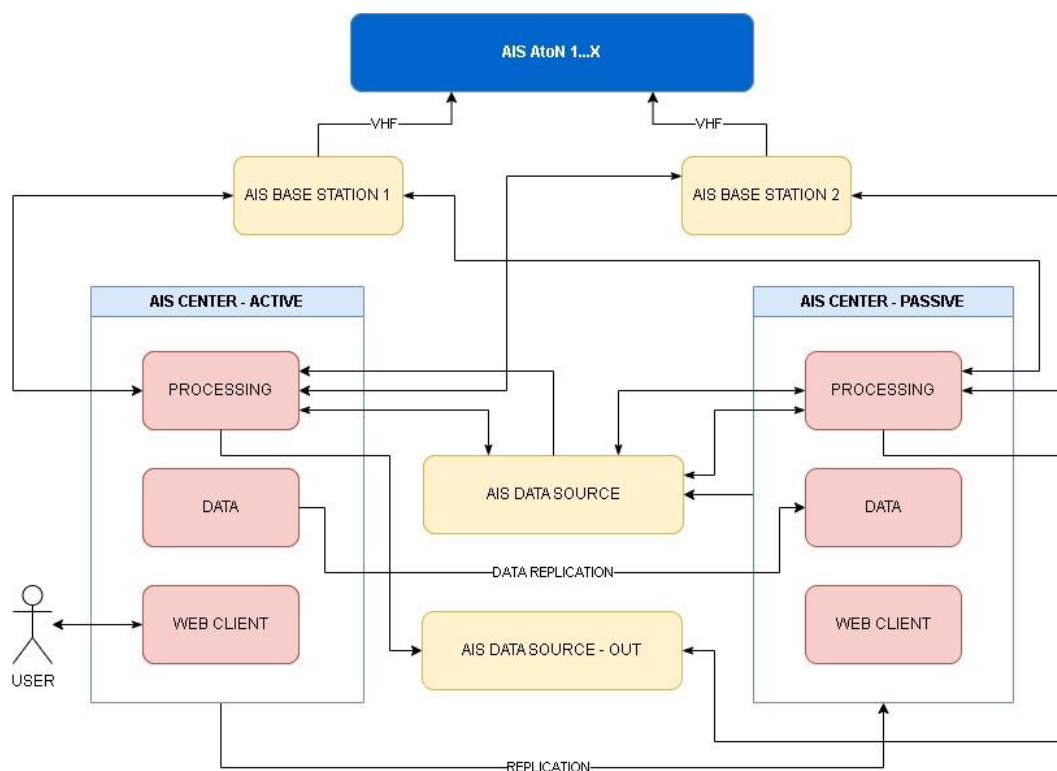 AIS AtoN 1...X
VHF
VHF
AIS BASE STATION 1
AIS BASE STATION 2
AIS CENTER - ACTIVE
AIS CENTER - PASSIVE
PROCESSING
PROCESSING
AIS DATA SOURCE
DATA
DATA
DATA REPLICATION
WEB CLIENT
AIS DATA SOURCE - OUT
WEB CLIENT
USER
REPLICATION